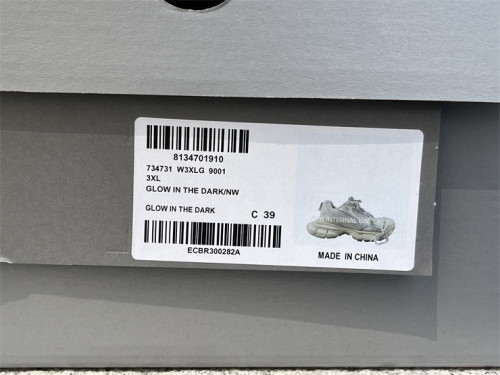 8134701910
734731 W3XLG 9001
3XL
GLOW IN THE DARK/NW
GLOW IN THE DARK
C 39
INTERNAL
ECBR300282A
MADE IN CHINA